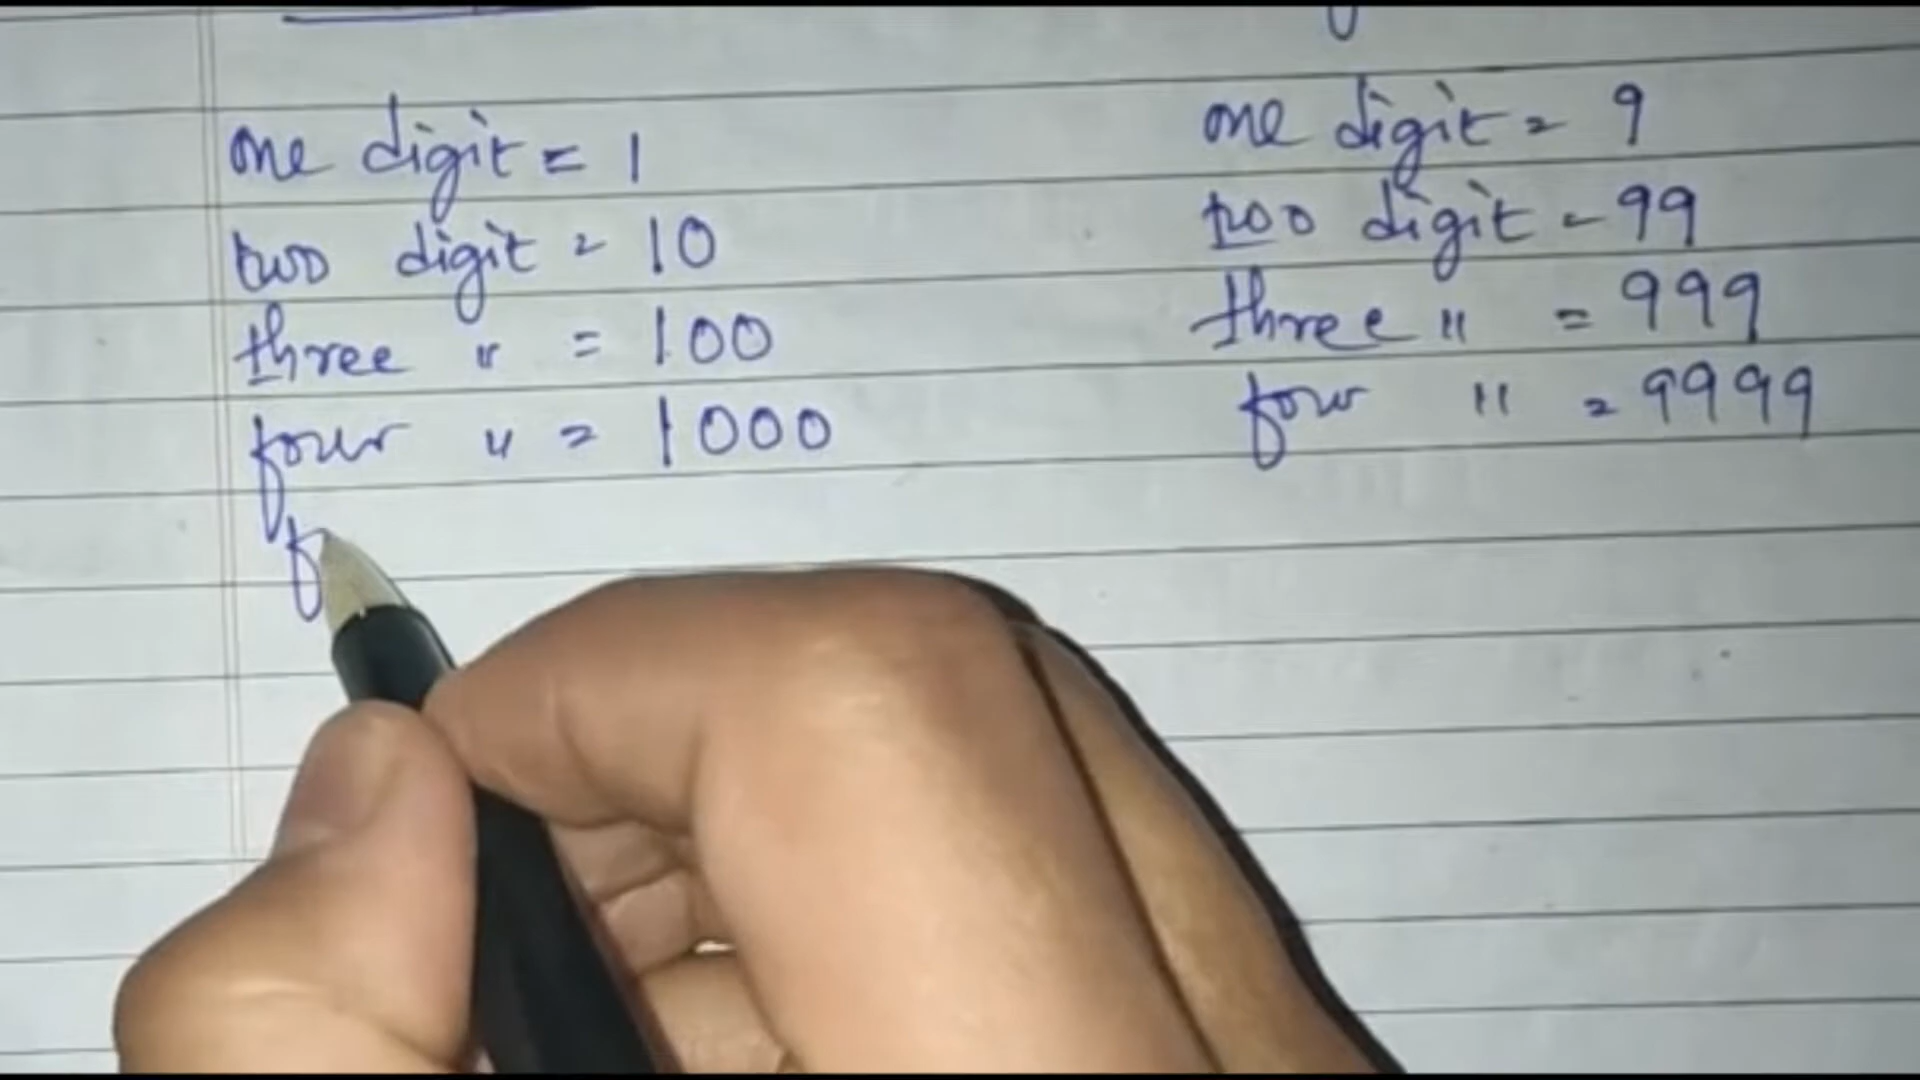 one digit = 1
two digit = 10
three " = 100
four " = 1000
f
one digit = 9
two digit = 99
three " = 999
four " = 9999